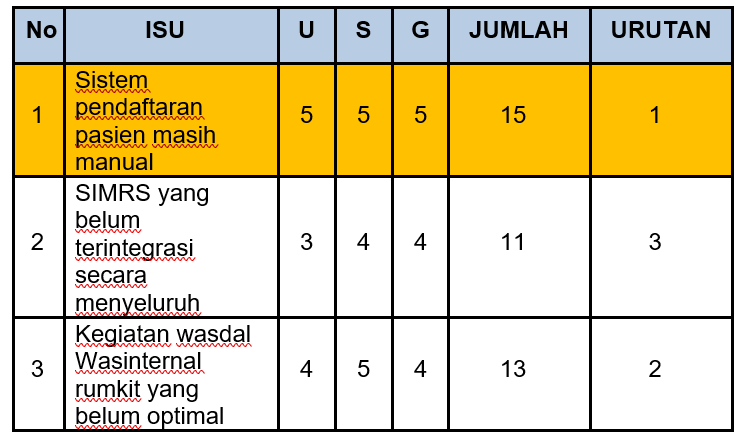 No ISU U S G JUMLAH URUTAN
Sistem
pendaftaran
1 pasien masih 5 5 5 15 1
manual
SIMRS yang
belum
2 terintegrasi 3 4 4 11 3
secara
menyeluruh
Kegiatan wasdal
Wasinternal
3 rumkit yang 4 5 4 13 2
belum optimal